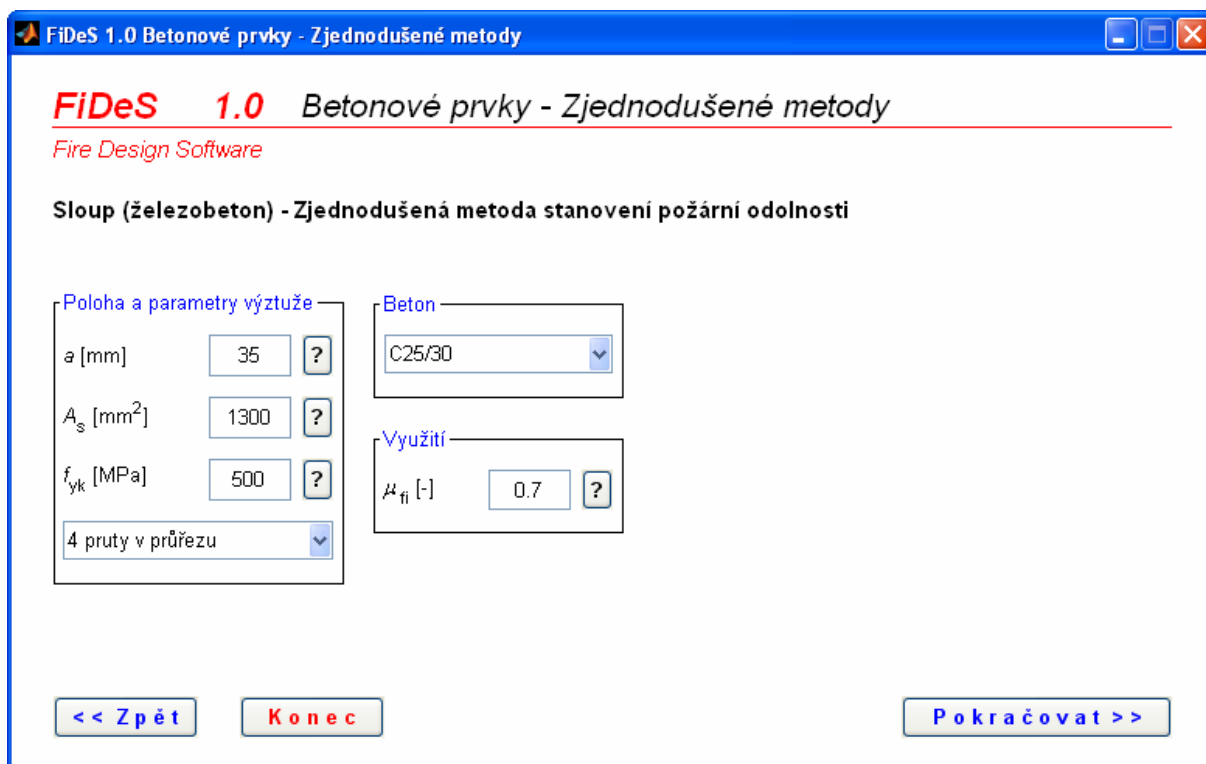 FiDeS 1.0 Betonové prvky - Zjednodušené metody
FiDeS 1.0 Betonové prvky - Zjednodušené metody
Fire Design Software
Sloup (železobeton) - Zjednodušená metoda stanovení požární odolnosti
Poloha a parametry výztuže
a [mm] 35 ?
As [mm2] 1300 ?
fyk [MPa] 500 ?
4 pruty v průřezu
Beton
C25/30
Využití
μfi [-] 0.7 ?
<< Zpět
Konec
Pokračovat >>